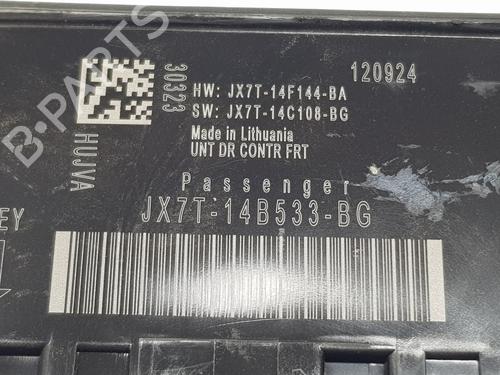 B-PARTS
30323
HUJVA
120924
HW: JX7T-14F144-BA
SW: JX7T-14C108-BG
Made in Lithuania
UNT DR CONTR FRT
Passenger
JX7T-14B533-BG
EY